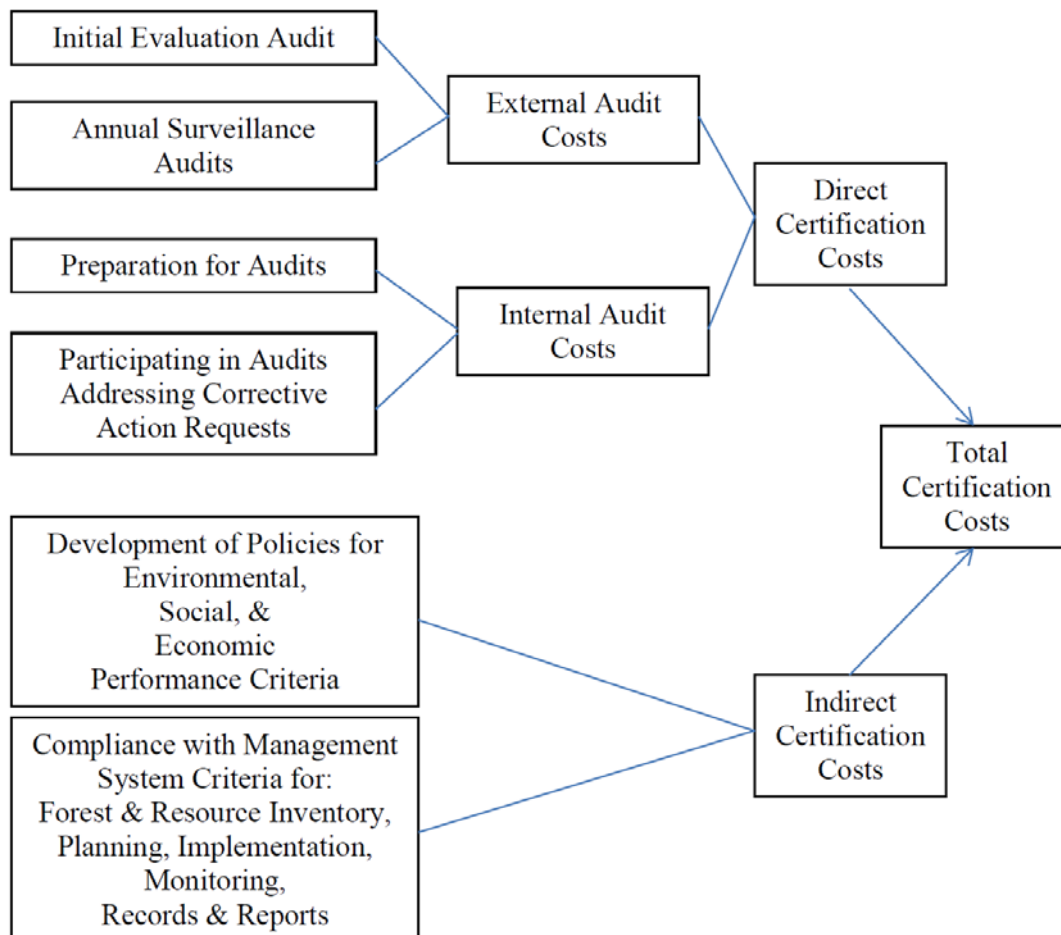 Initial Evaluation Audit
Annual Surveillance
Audits
External Audit
Costs
Direct
Certification
Costs
Preparation for Audits
Internal Audit
Costs
Participating in Audits
Addressing Corrective
Action Requests
Total
Certification
Costs
Development of Policies for
Environmental,
Social, &
Economic
Performance Criteria
Indirect
Certification
Costs
Compliance with Management
System Criteria for:
Forest & Resource Inventory,
Planning, Implementation,
Monitoring,
Records & Reports